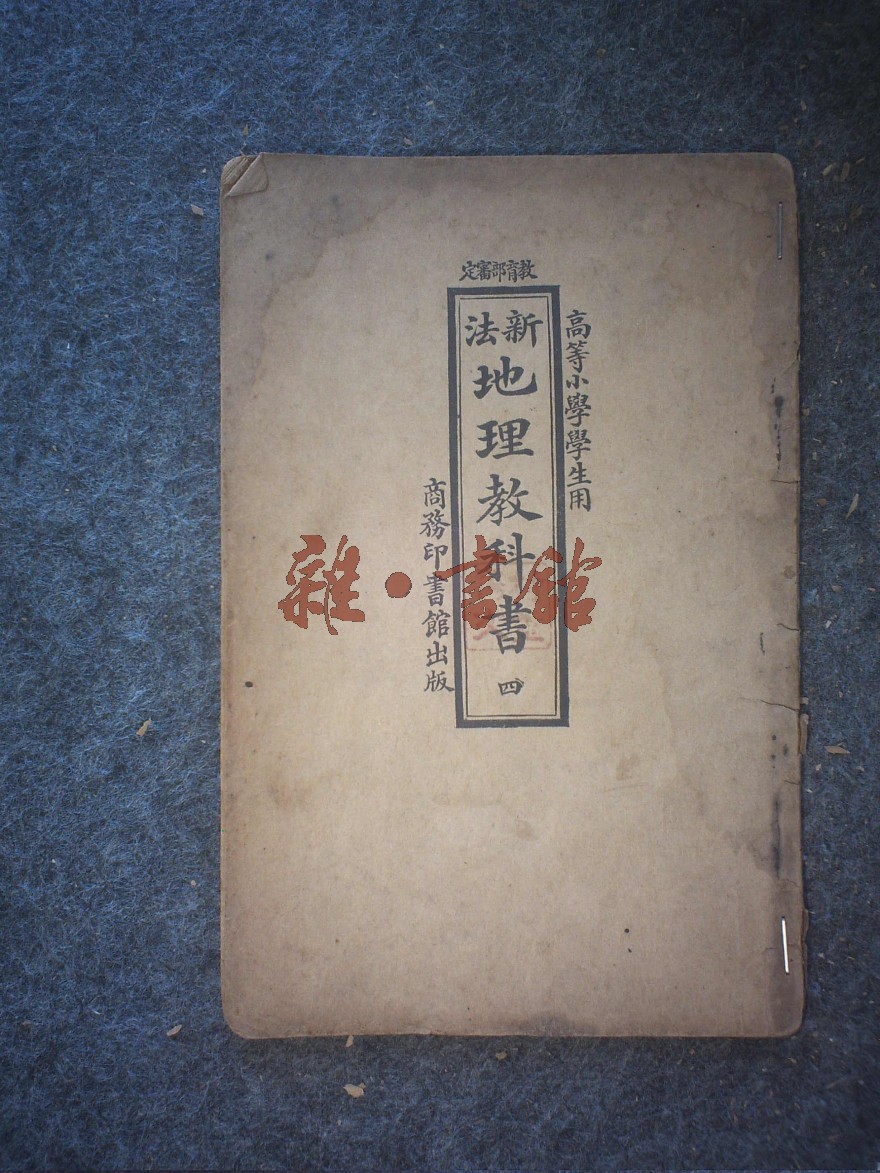 教育部審定
高等小學學生用
新法
地理教科書
四
商務印書館出版
雜·書館